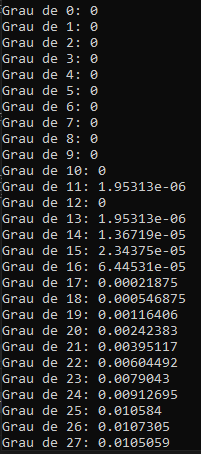 Grau de 0: 0
Grau de 1: 0
Grau de 2: 0
Grau de 3: 0
Grau de 4: 0
Grau de 5: 0
Grau de 6: 0
Grau de 7: 0
Grau de 8: 0
Grau de 9: 0
Grau de 10: 0
Grau de 11: 1.95313e-06
Grau de 12: 0
Grau de 13: 1.95313e-06
Grau de 14: 1.36719e-05
Grau de 15: 2.34375e-05
Grau de 16: 6.44531e-05
Grau de 17: 0.00021875
Grau de 18: 0.000546875
Grau de 19: 0.00116406
Grau de 20: 0.00242383
Grau de 21: 0.00395117
Grau de 22: 0.00604492
Grau de 23: 0.0079043
Grau de 24: 0.00912695
Grau de 25: 0.010584
Grau de 26: 0.0107305
Grau de 27: 0.0105059